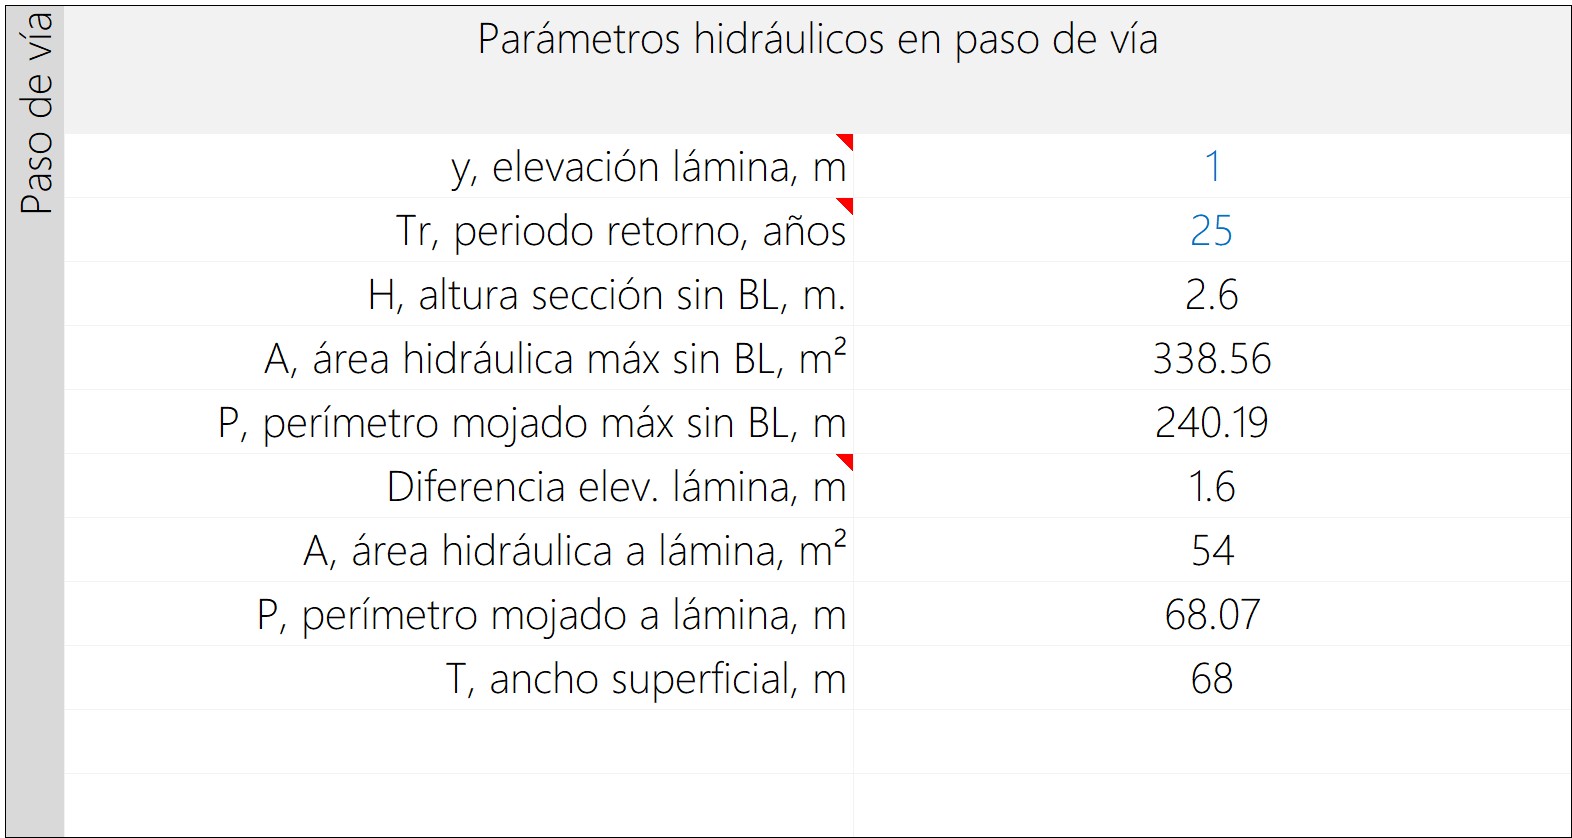 Paso de vía
Parámetros hidráulicos en paso de vía
y, elevación lámina, m 1
Tr, periodo retorno, años 25
H, altura sección sin BL, m. 2.6
A, área hidráulica máx sin BL, m² 338.56
P, perímetro mojado máx sin BL, m 240.19
Diferencia elev. lámina, m 1.6
A, área hidráulica a lámina, m² 54
P, perímetro mojado a lámina, m 68.07
T, ancho superficial, m 68